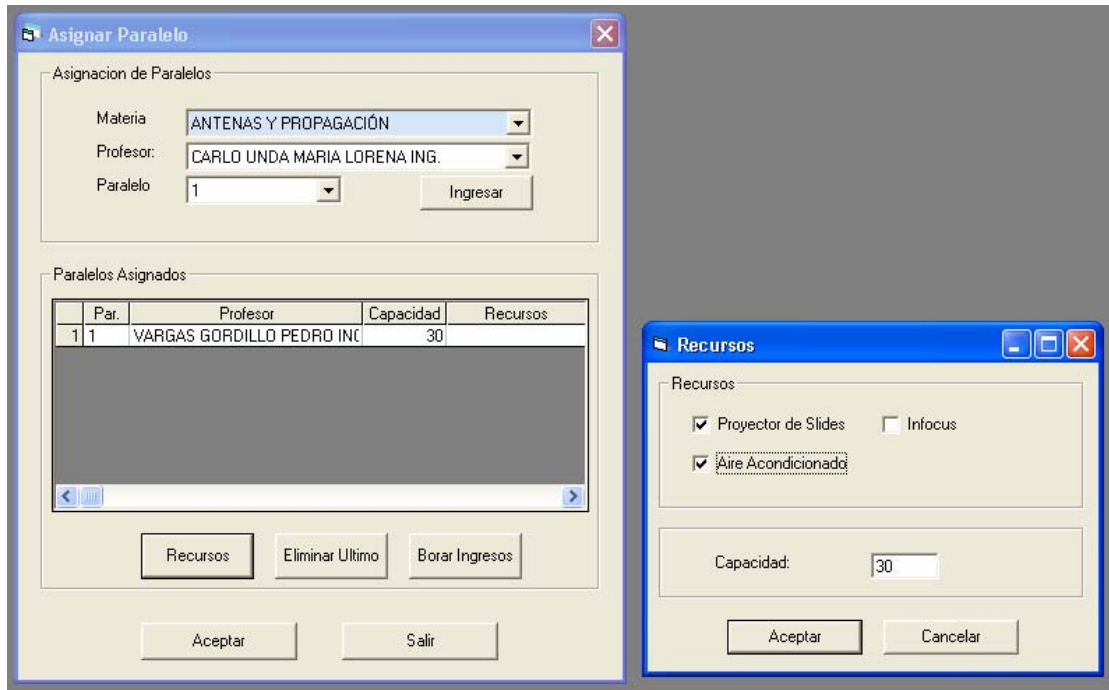 Asignar Paralelo
Asignacion de Paralelos
Materia ANTENAS Y PROPAGACIÓN
Profesor: CARLO UNDA MARIA LORENA ING.
Paralelo 1 Ingresar
Paralelos Asignados
Par. Profesor Capacidad Recursos
1 1 VARGAS GORDILLO PEDRO ING 30
Recursos Eliminar Ultimo Borar Ingresos
Aceptar Salir
Recursos
Recursos
Proyector de Slides Infocus
Aire Acondicionado
Capacidad: 30
Aceptar Cancelar